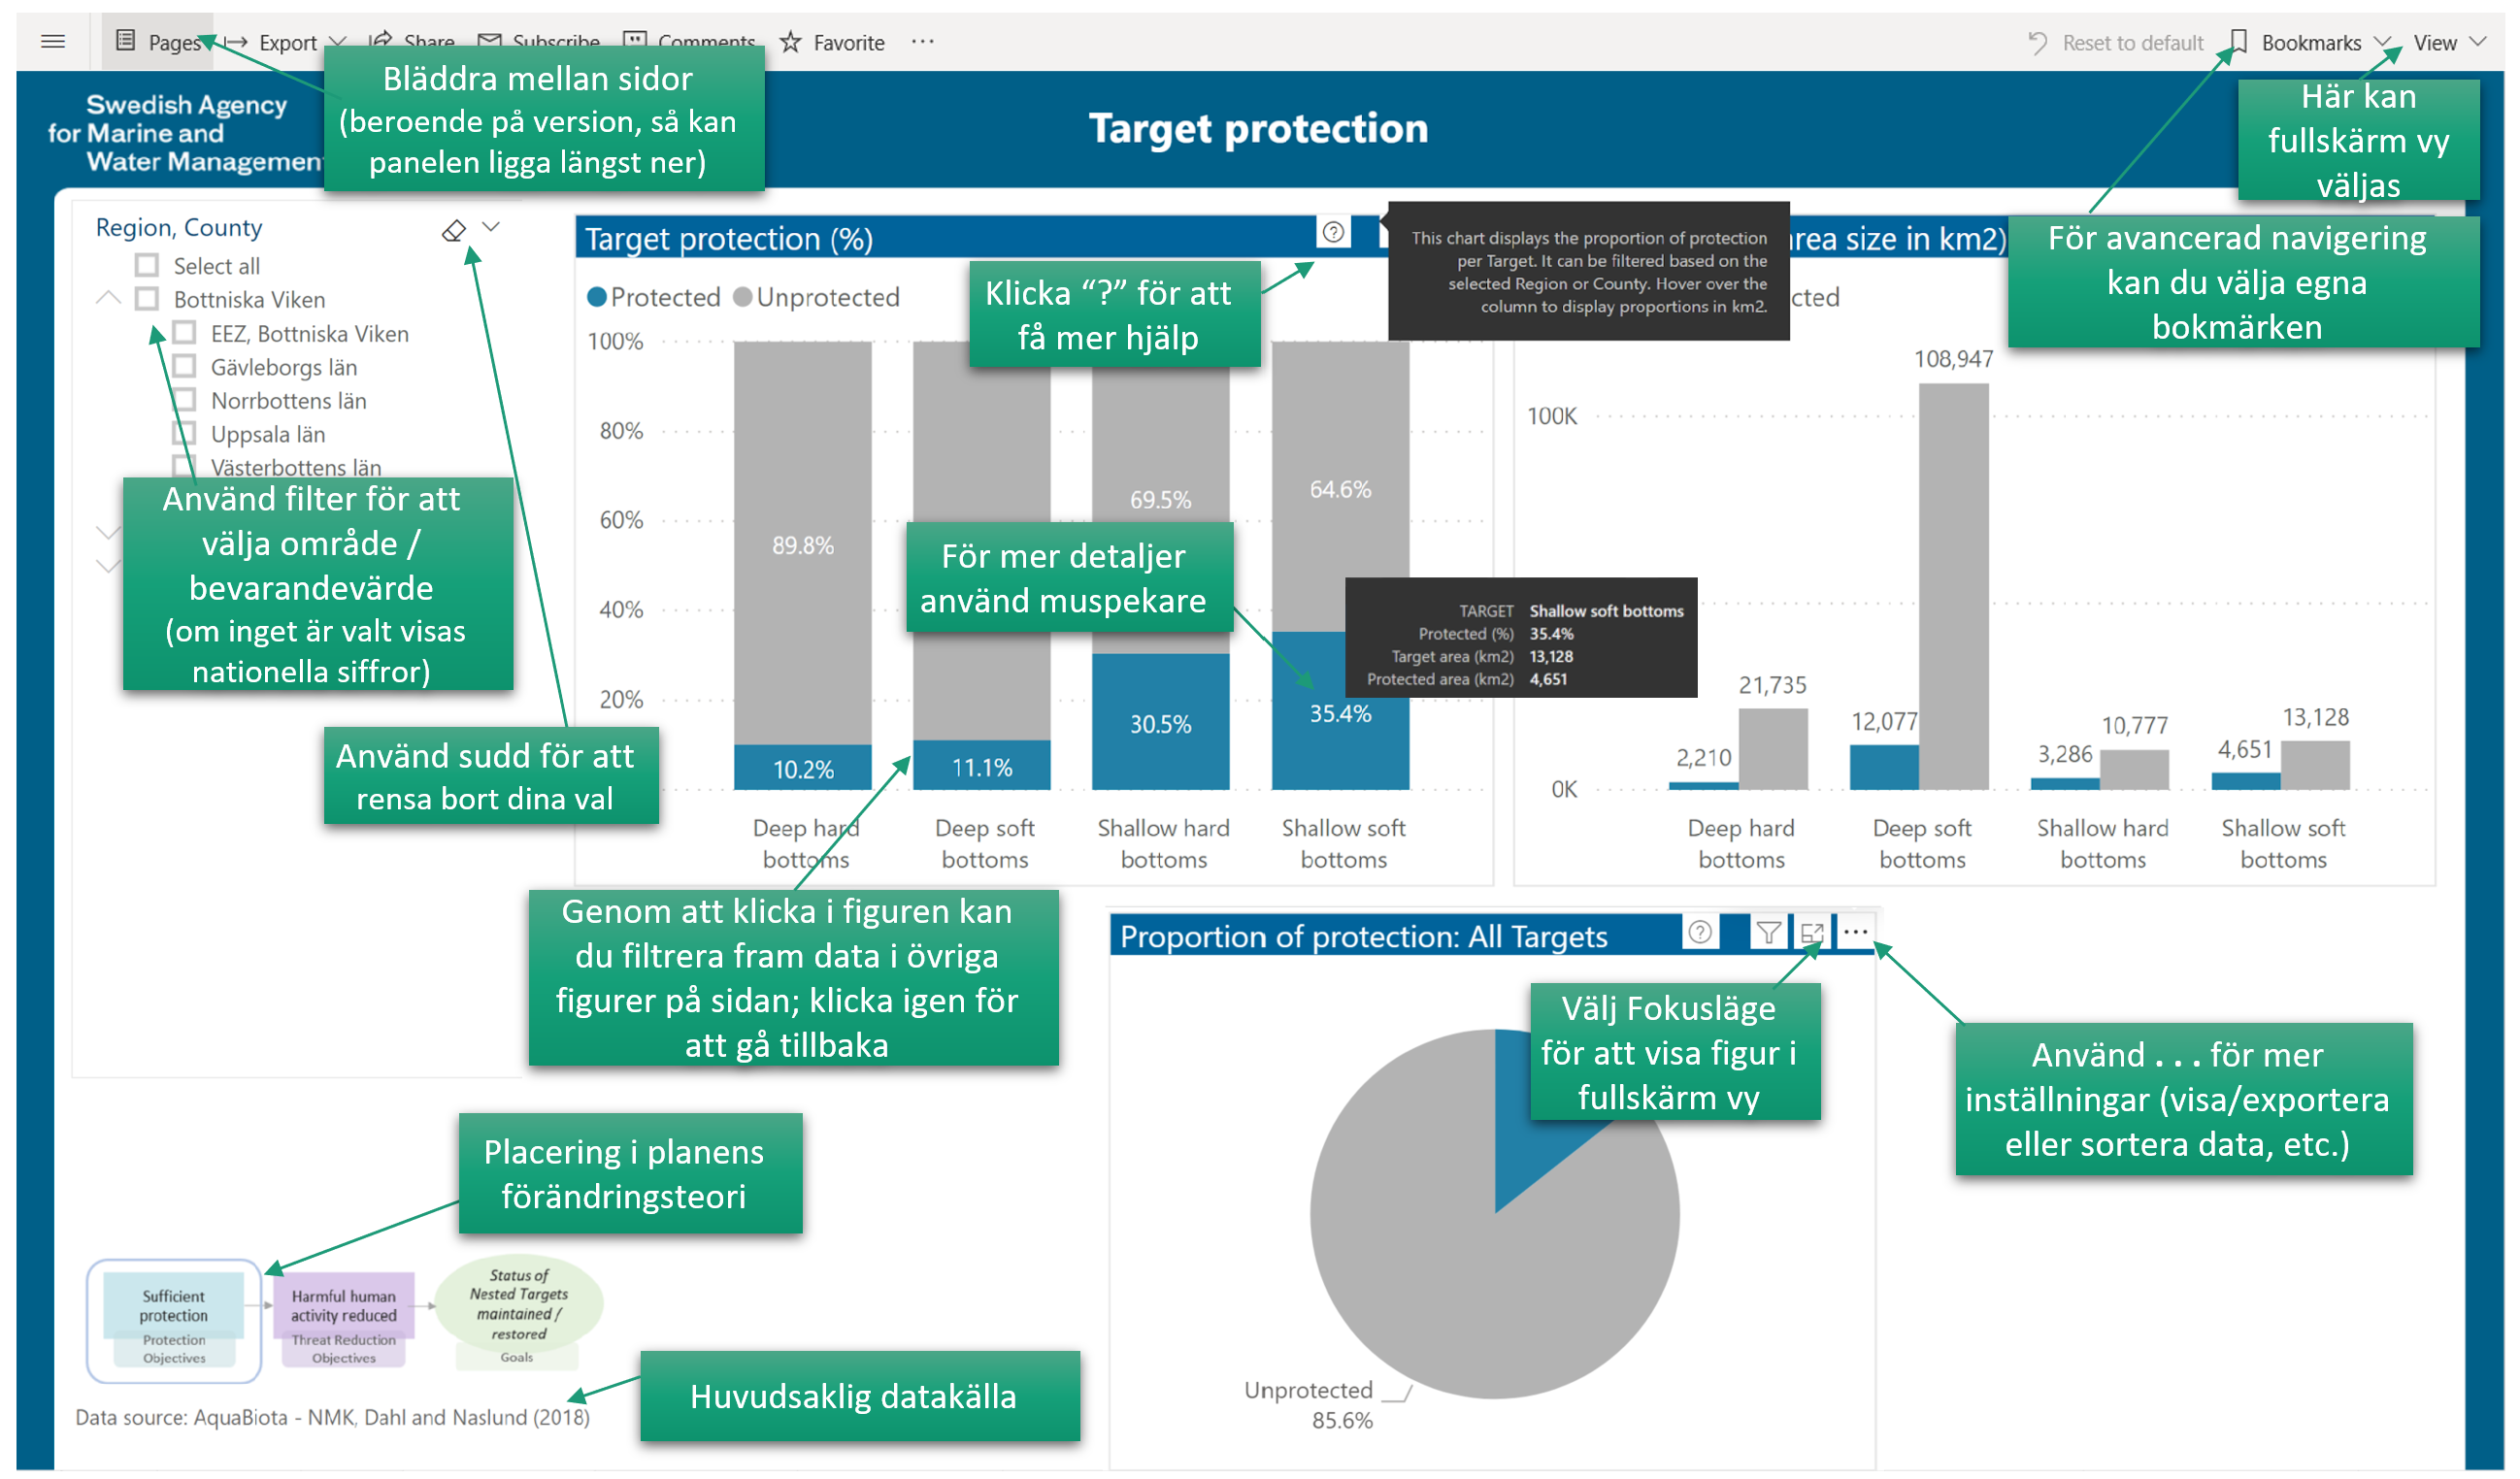 Pages
Export
Share
Subscribe
Comments
Favorite
Reset to default
Bookmarks
View
Bläddra mellan sidor
(beroende på version, så kan
panelen ligga längst ner)
Här kan
fullskärm vy
väljas
Swedish Agency
for Marine and
Water Management
Target protection
För avancerad navigering
kan du välja egna
bokmärken
Region, County
Select all
Bottniska Viken
EEZ, Bottniska Viken
Gävleborgs län
Norrbottens län
Uppsala län
Västerbottens län
Använd filter för att
välja område /
bevarandevärde
(om inget är valt visas
nationella siffror)
Använd sudd för att
rensa bort dina val
Target protection (%)
Protected
Unprotected
Klicka “?” för att
få mer hjälp
This chart displays the proportion of protection
per Target. It can be filtered based on the
selected Region or County. Hover over the
column to display proportions in km2.
100%
80%
60%
40%
20%
89.8%
69.5%
64.6%
10.2%
11.1%
30.5%
35.4%
För mer detaljer
använd muspekare
TARGET Shallow soft bottoms
Protected (%) 35.4%
Target area (km2) 13,128
Protected area (km2) 4,651
Deep hard
bottoms
Deep soft
bottoms
Shallow hard
bottoms
Shallow soft
bottoms
size in km2)
100K
0K
2,210
21,735
12,077
108,947
3,286
10,777
4,651
13,128
Deep hard
bottoms
Deep soft
bottoms
Shallow hard
bottoms
Shallow soft
bottoms
Genom att klicka i figuren kan
du filtrera fram data i övriga
figurer på sidan; klicka igen för
att gå tillbaka
Proportion of protection: All Targets
Välj Fokusläge
för att visa figur i
fullskärm vy
Använd . . . för mer
inställningar (visa/exportera
eller sortera data, etc.)
Unprotected
85.6%
Placering i planens
förändringsteori
Sufficient
protection
Protection
Objectives
Harmful human
activity reduced
Threat Reduction
Objectives
Status of
Nested Targets
maintained /
restored
Goals
Huvudsaklig datakälla
Data source: AquaBiota - NMK, Dahl and Naslund (2018)